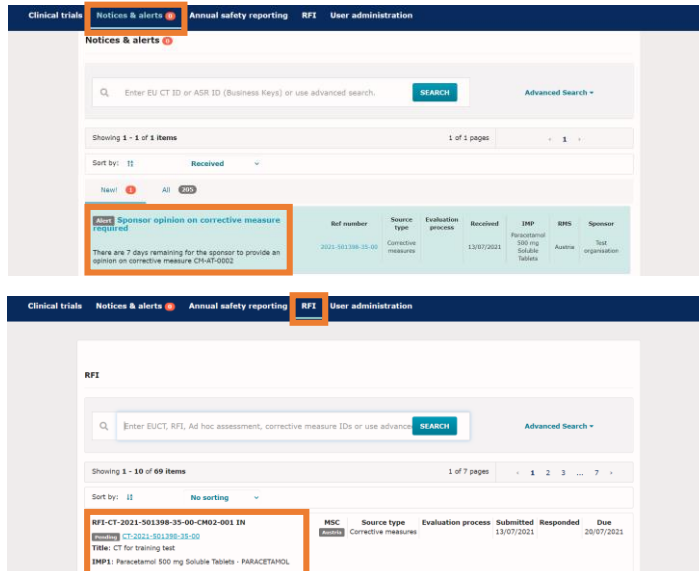 Clinical trials Notices & alerts 0 Annual safety reporting RFI User administration
Notices & alerts 0
Enter EU CT ID or ASR ID (Business Keys) or use advanced search. SEARCH Advanced Search
Showing 1 - 1 of 1 items 1 of 1 pages 1
Sort by: Received
New! 1 All 205
Alert Sponsor opinion on corrective measure required
There are 7 days remaining for the sponsor to provide an opinion on corrective measure CM-AT-0002
Ref number Source type Evaluation process Received IMP RMS Sponsor
2021-501398-35-00 Corrective measures 13/07/2021 Paracetamol 500 mg Soluble Tablets Austria Test organisation
Clinical trials Notices & alerts Annual safety reporting RFI User administration
RFI
Enter EUCT, RFI, Ad hoc assessment, corrective measure IDs or use advance SEARCH Advanced Search
Showing 1 - 10 of 69 items 1 of 7 pages 1 2 3 ... 7
Sort by: No sorting
RFI-CT-2021-501398-35-00-CM02-001 IN MSC Source type Evaluation process Submitted Responded Due
Pending CT-2021-501398-35-00 Austria Corrective measures 13/07/2021 20/07/2021
Title: CT for training test
IMP1: Paracetamol 500 mg Soluble Tablets - PARACETAMOL